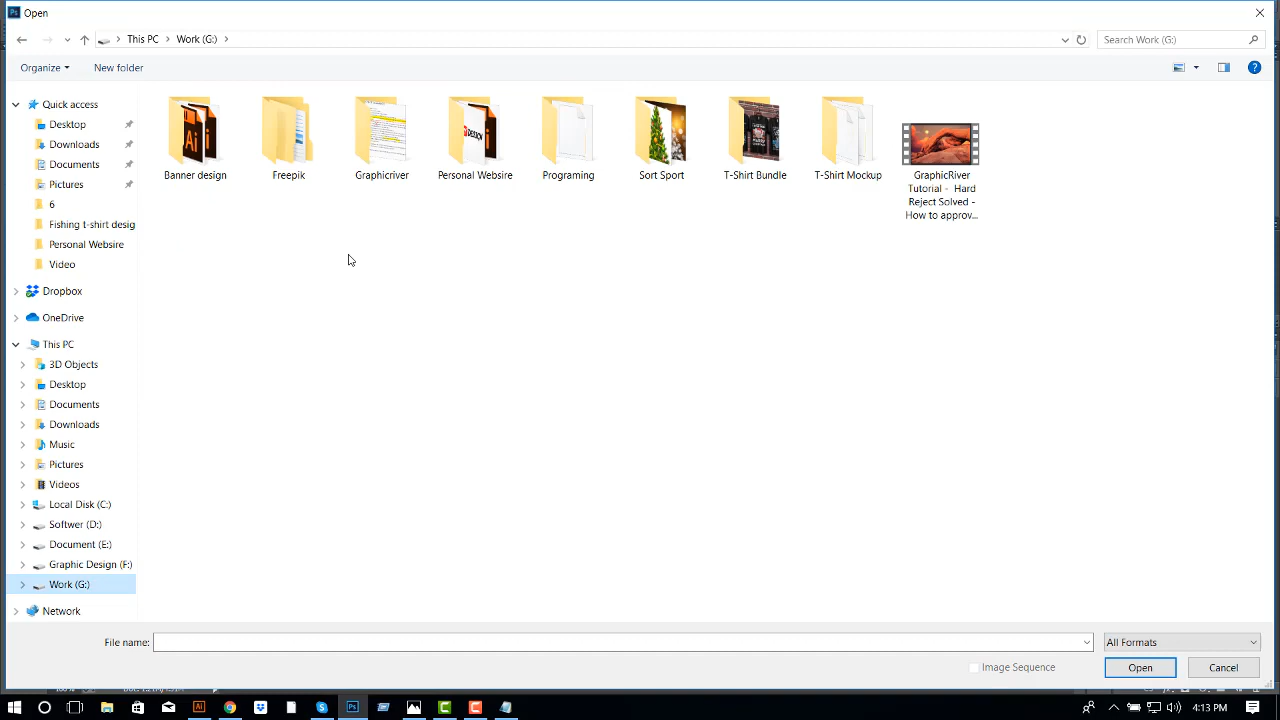 Open
This PC
Work (G:)
Search Work (G:)
Organize
New folder
Quick access
Desktop
Downloads
Documents
Pictures
6
Fishing t-shirt desig
Personal Websire
Video
Dropbox
OneDrive
This PC
3D Objects
Desktop
Documents
Downloads
Music
Pictures
Videos
Local Disk (C:)
Softwer (D:)
Document (E:)
Graphic Design (F:)
Work (G:)
Network
Banner design
Freepik
Graphicriver
Personal Websire
Programing
Sort Sport
T-Shirt Bundle
T-Shirt Mockup
GraphicRiver
Tutorial - Hard
Reject Solved -
How to approv...
File name:
All Formats
Image Sequence
Open
Cancel
4:13 PM